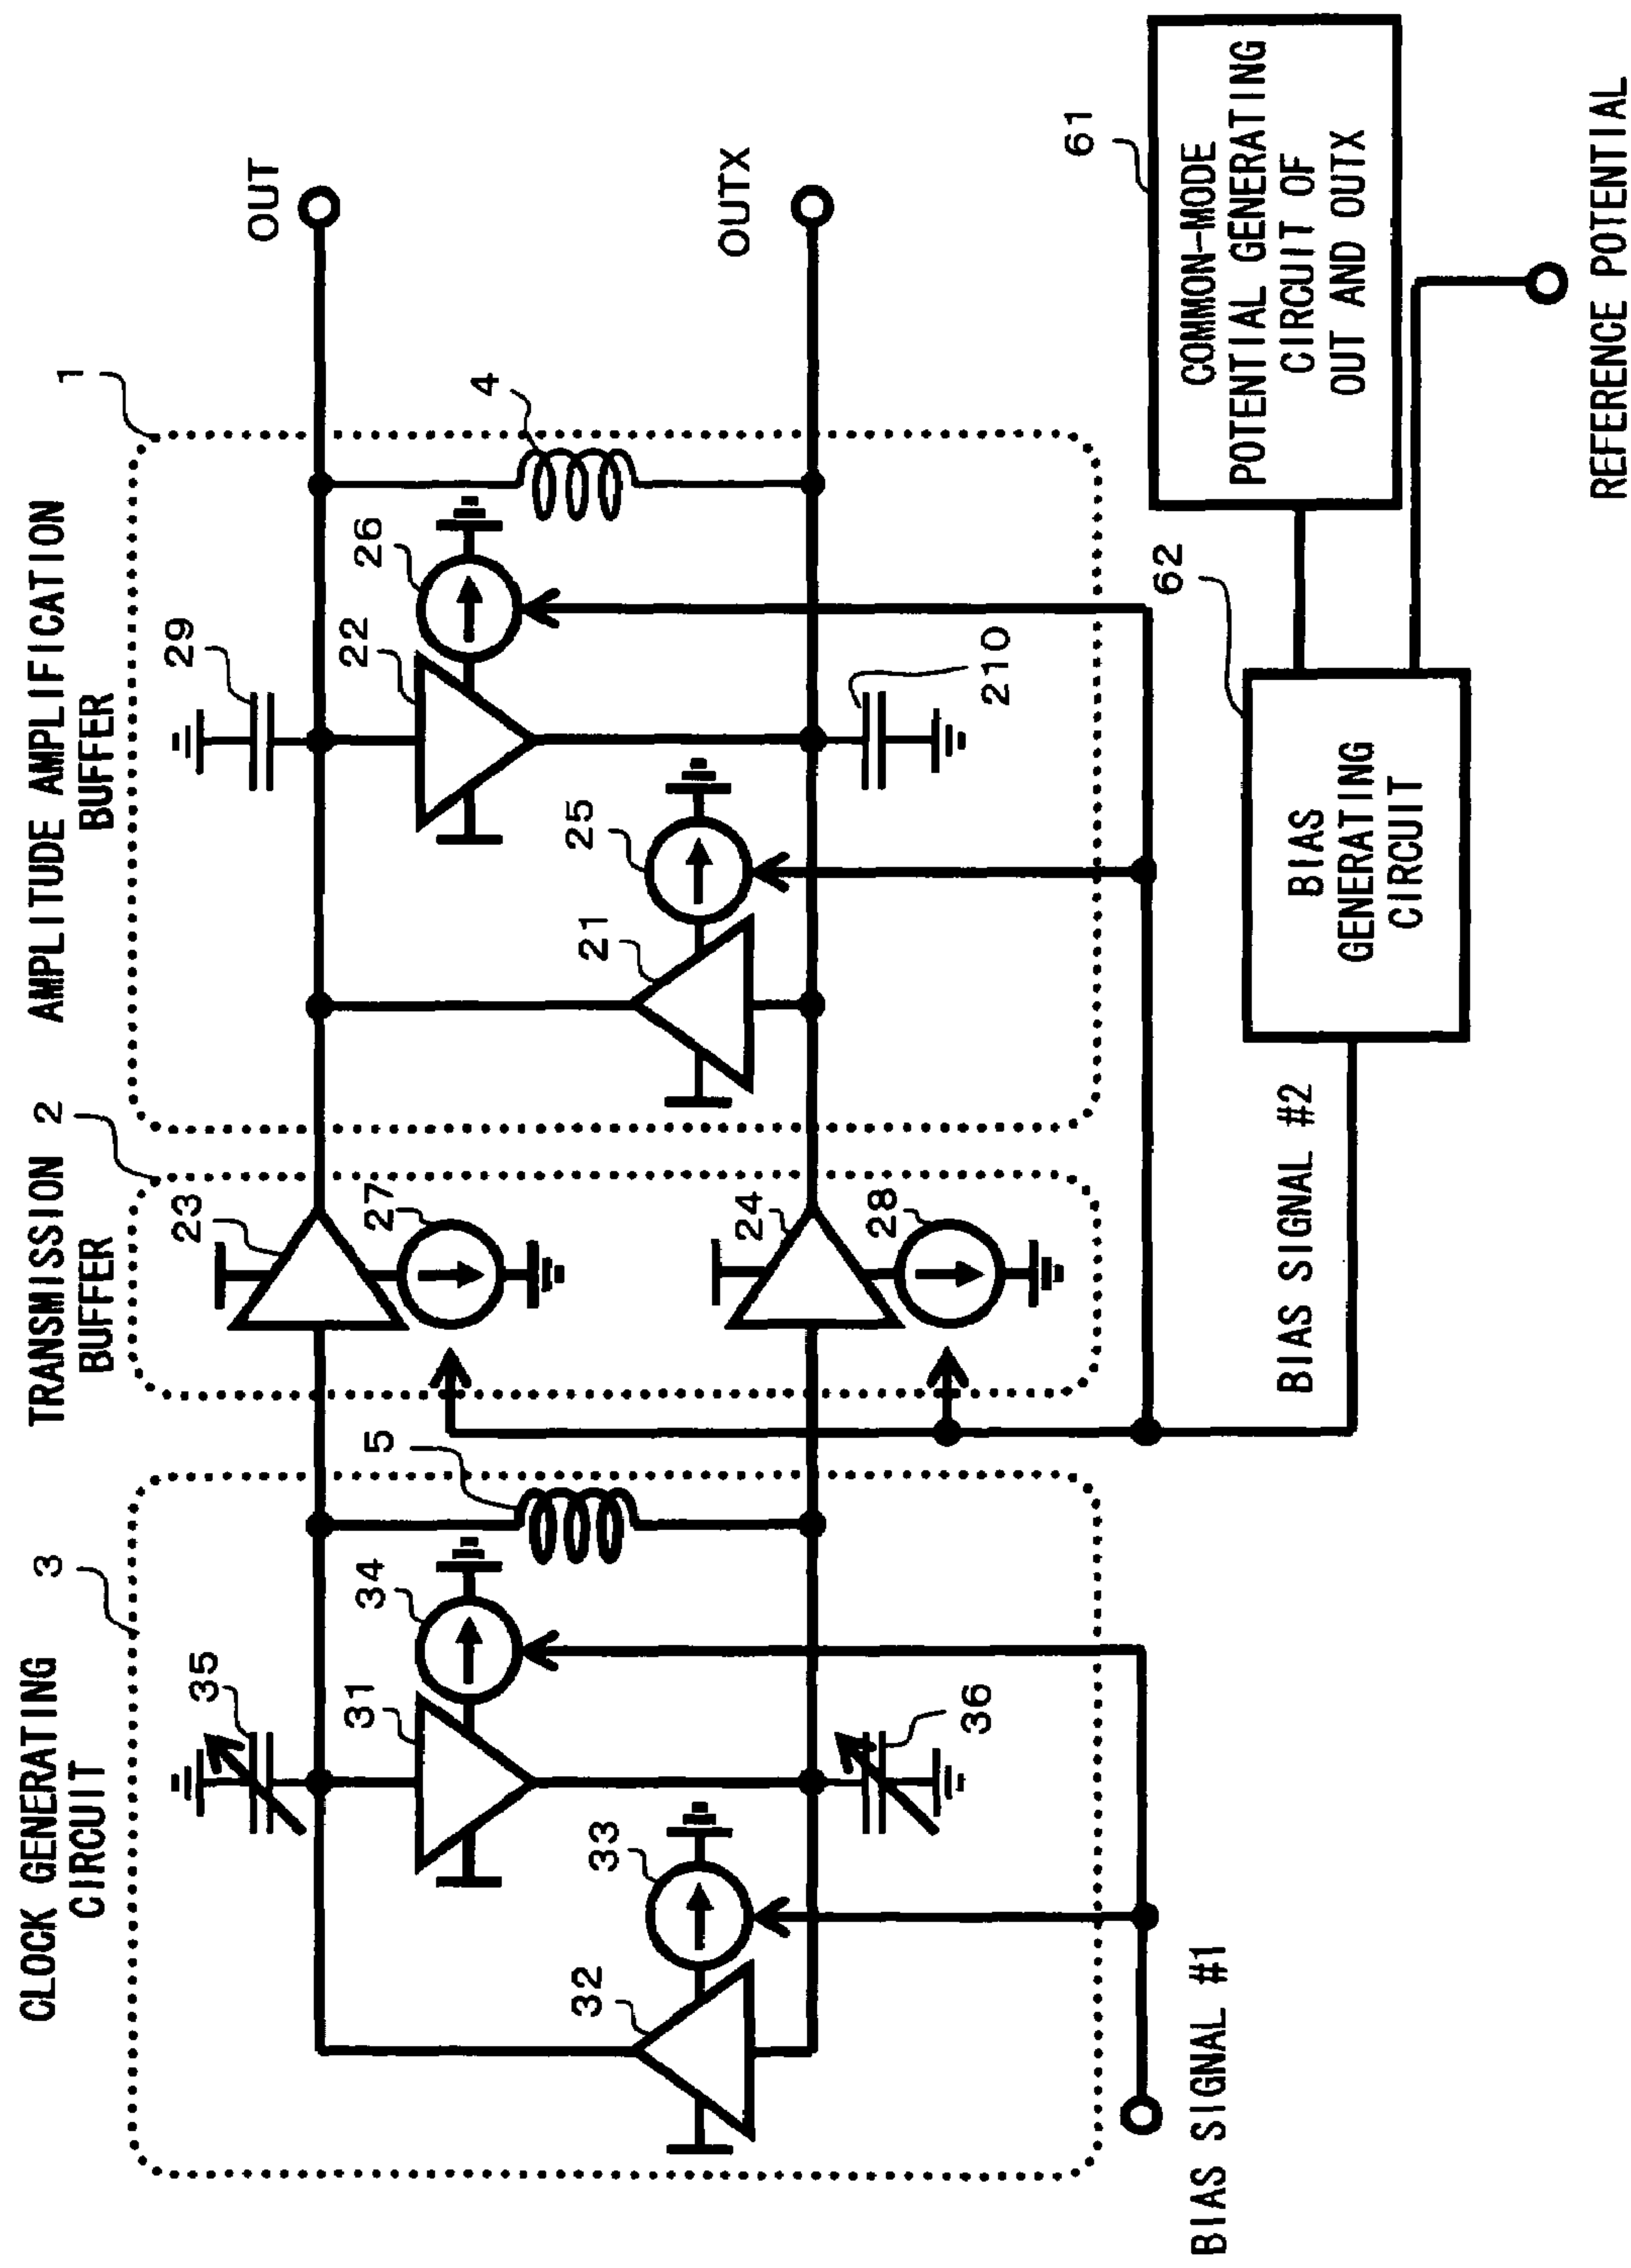 CLOCK GENERATING
CIRCUIT
3
TRANSMISSION
BUFFER
2
AMPLITUDE AMPLIFICATION
BUFFER
1
35
31
34
5
32
33
36
23
27
24
28
29
22
26
4
21
25
210
OUT
OUTX
BIAS SIGNAL #1
BIAS SIGNAL #2
62
BIAS
GENERATING
CIRCUIT
61
COMMON-MODE
POTENTIAL GENERATING
CIRCUIT OF
OUT AND OUTX
REFERENCE POTENTIAL